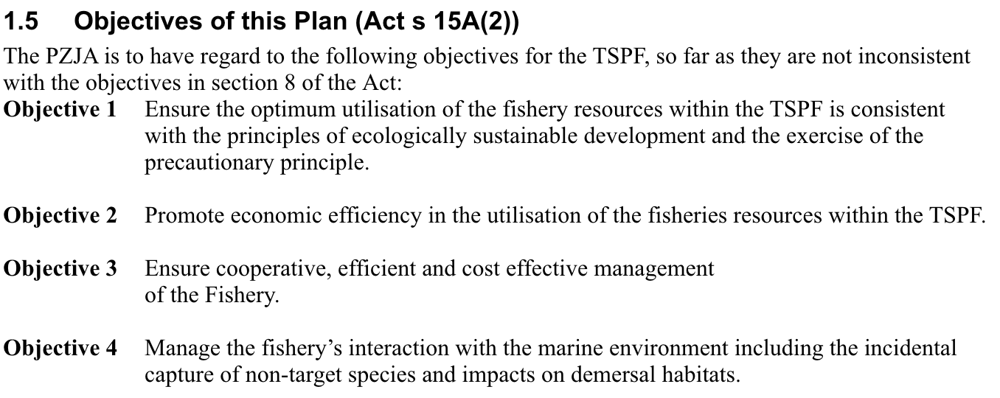 1.5 Objectives of this Plan (Act s 15A(2))
The PZJA is to have regard to the following objectives for the TSPF, so far as they are not inconsistent
with the objectives in section 8 of the Act:
Objective 1 Ensure the optimum utilisation of the fishery resources within the TSPF is consistent
with the principles of ecologically sustainable development and the exercise of the
precautionary principle.
Objective 2 Promote economic efficiency in the utilisation of the fisheries resources within the TSPF.
Objective 3 Ensure cooperative, efficient and cost effective management
of the Fishery.
Objective 4 Manage the fishery’s interaction with the marine environment including the incidental
capture of non-target species and impacts on demersal habitats.